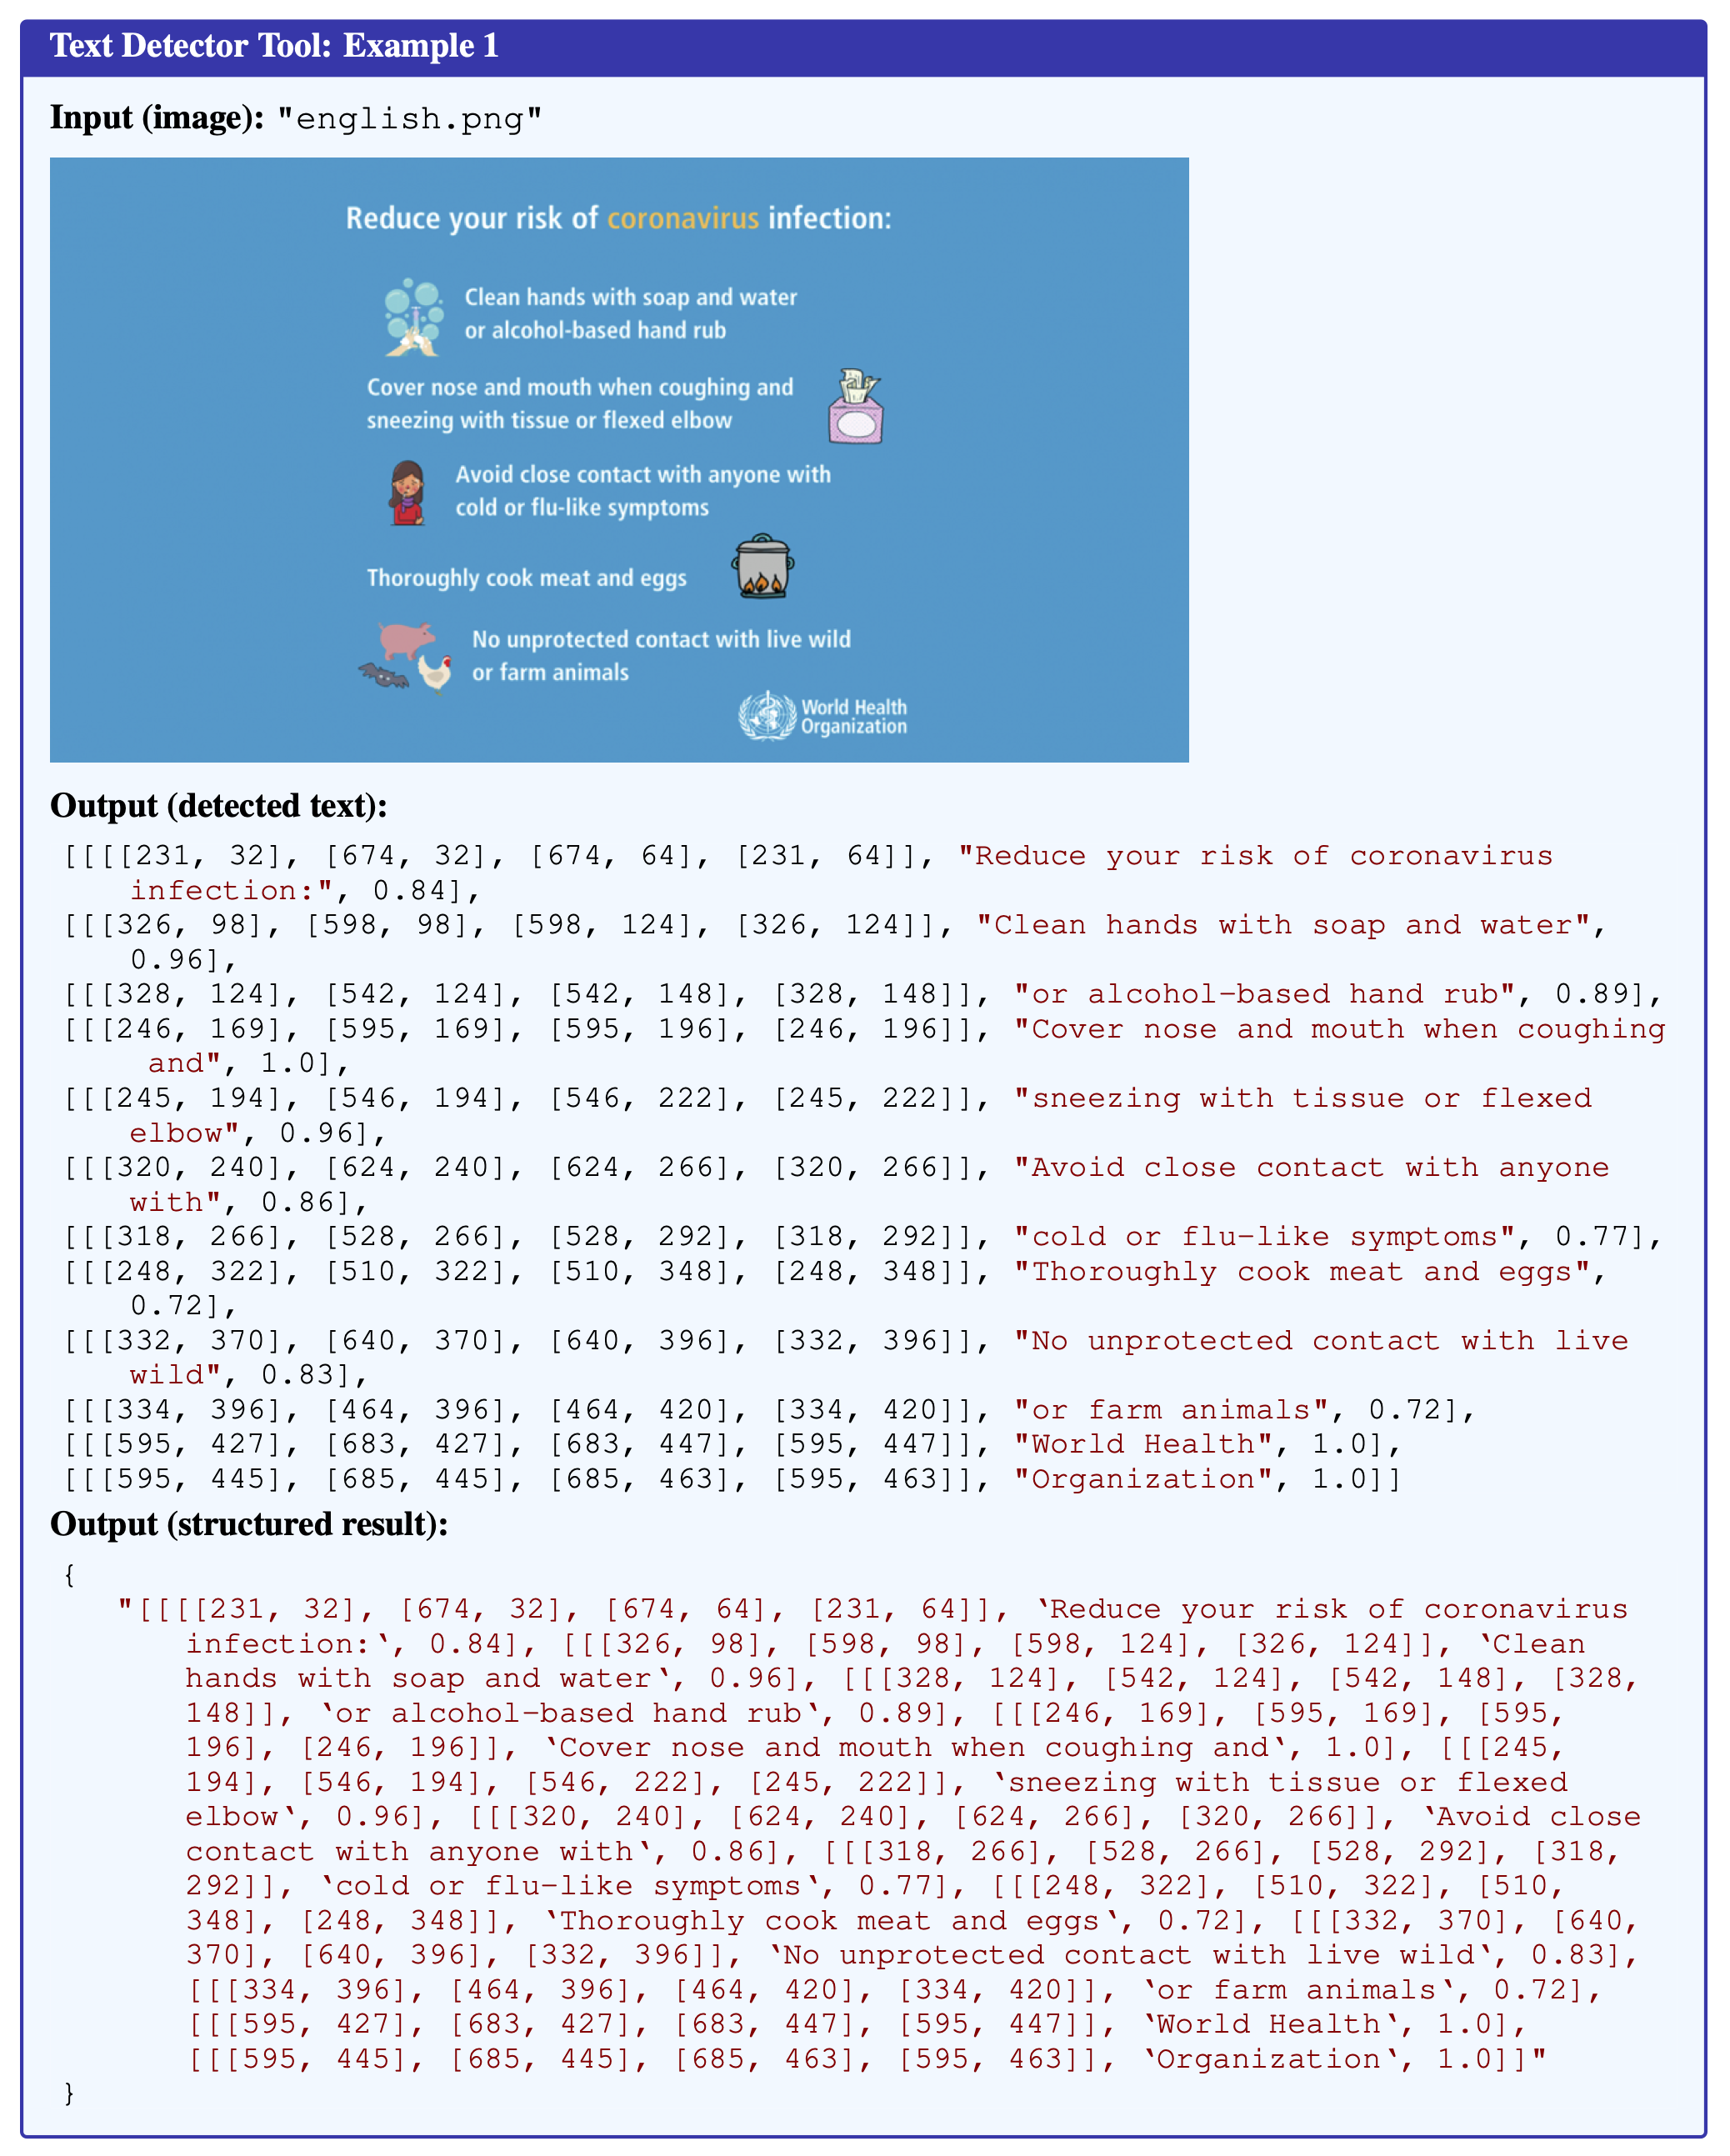 Text Detector Tool: Example 1
Input (image): "english.png"
Reduce your risk of coronavirus infection:
Clean hands with soap and water
or alcohol-based hand rub
Cover nose and mouth when coughing and
sneezing with tissue or flexed elbow
Avoid close contact with anyone with
cold or flu-like symptoms
Thoroughly cook meat and eggs
No unprotected contact with live wild
or farm animals
World Health
Organization
Output (detected text):
[[[[231, 32], [674, 32], [674, 64], [231, 64]], "Reduce your risk of coronavirus
infection:", 0.84],
[[[326, 98], [598, 98], [598, 124], [326, 124]], "Clean hands with soap and water",
0.96],
[[[328, 124], [542, 124], [542, 148], [328, 148]], "or alcohol-based hand rub", 0.89],
[[[246, 169], [595, 169], [595, 196], [246, 196]], "Cover nose and mouth when coughing
and", 1.0],
[[[245, 194], [546, 194], [546, 222], [245, 222]], "sneezing with tissue or flexed
elbow", 0.96],
[[[320, 240], [624, 240], [624, 266], [320, 266]], "Avoid close contact with anyone
with", 0.86],
[[[318, 266], [528, 266], [528, 292], [318, 292]], "cold or flu-like symptoms", 0.77],
[[[248, 322], [510, 322], [510, 348], [248, 348]], "Thoroughly cook meat and eggs",
0.72],
[[[332, 370], [640, 370], [640, 396], [332, 396]], "No unprotected contact with live
wild", 0.83],
[[[334, 396], [464, 396], [464, 420], [334, 420]], "or farm animals", 0.72],
[[[595, 427], [683, 427], [683, 447], [595, 447]], "World Health", 1.0],
[[[595, 445], [685, 445], [685, 463], [595, 463]], "Organization", 1.0]]
Output (structured result):
{
"[[[[231, 32], [674, 32], [674, 64], [231, 64]], ‘Reduce your risk of coronavirus
infection:‘, 0.84], [[[326, 98], [598, 98], [598, 124], [326, 124]], ‘Clean
hands with soap and water‘, 0.96], [[[328, 124], [542, 124], [542, 148], [328,
148]], ‘or alcohol-based hand rub‘, 0.89], [[[246, 169], [595, 169], [595,
196], [246, 196]], ‘Cover nose and mouth when coughing and‘, 1.0], [[[245,
194], [546, 194], [546, 222], [245, 222]], ‘sneezing with tissue or flexed
elbow‘, 0.96], [[[320, 240], [624, 240], [624, 266], [320, 266]], ‘Avoid close
contact with anyone with‘, 0.86], [[[318, 266], [528, 266], [528, 292], [318,
292]], ‘cold or flu-like symptoms‘, 0.77], [[[248, 322], [510, 322], [510,
348], [248, 348]], ‘Thoroughly cook meat and eggs‘, 0.72], [[[332, 370], [640,
370], [640, 396], [332, 396]], ‘No unprotected contact with live wild‘, 0.83],
[[[334, 396], [464, 396], [464, 420], [334, 420]], ‘or farm animals‘, 0.72],
[[[595, 427], [683, 427], [683, 447], [595, 447]], ‘World Health‘, 1.0],
[[[595, 445], [685, 445], [685, 463], [595, 463]], ‘Organization‘, 1.0]]"
}